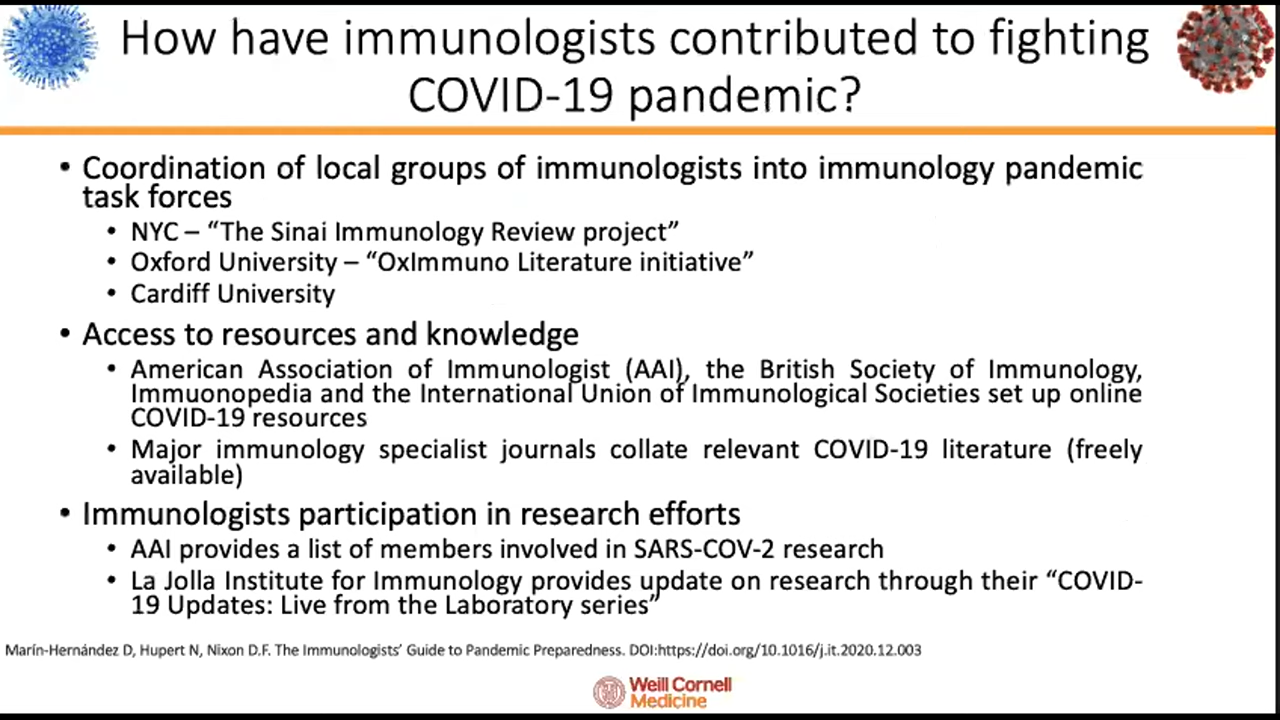 How have immunologists contributed to fighting
COVID-19 pandemic?
• Coordination of local groups of immunologists into immunology pandemic
task forces
• NYC – “The Sinai Immunology Review project”
• Oxford University – “OxImmuno Literature initiative”
• Cardiff University
• Access to resources and knowledge
• American Association of Immunologist (AAI), the British Society of Immunology,
Immuonopedia and the International Union of Immunological Societies set up online
COVID-19 resources
• Major immunology specialist journals collate relevant COVID-19 literature (freely
available)
• Immunologists participation in research efforts
• AAI provides a list of members involved in SARS-COV-2 research
• La Jolla Institute for Immunology provides update on research through their “COVID-
19 Updates: Live from the Laboratory series”
Marín-Hernández D, Hupert N, Nixon D.F. The Immunologists’ Guide to Pandemic Preparedness. DOI:https://doi.org/10.1016/j.it.2020.12.003
Weill Cornell
Medicine